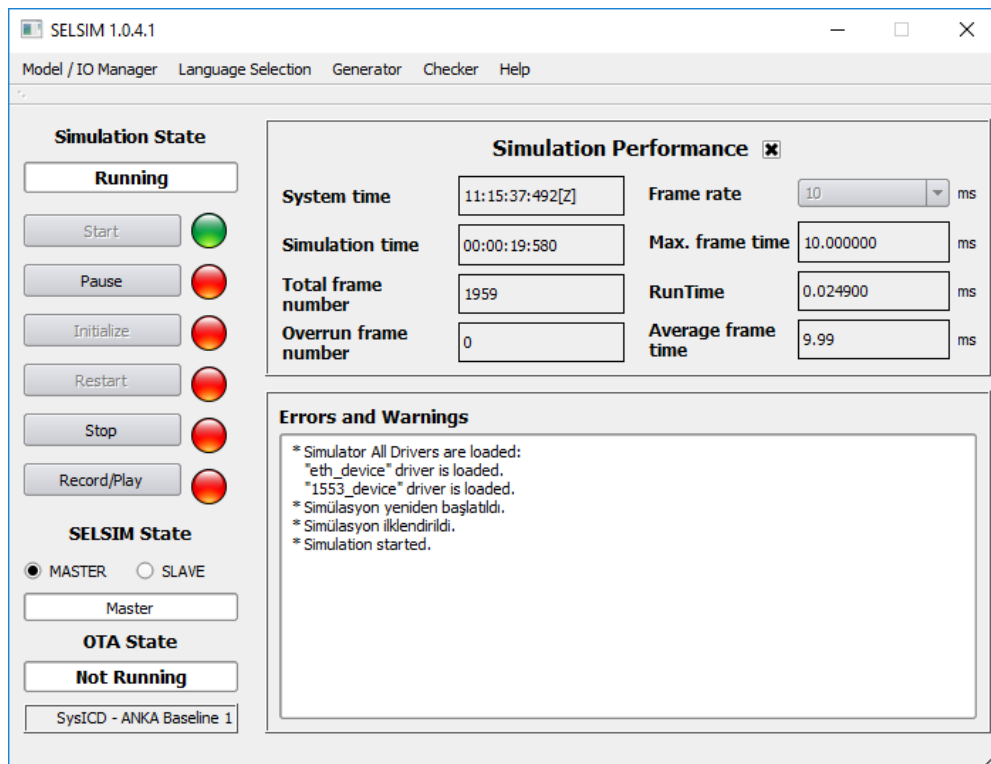 SELSIM 1.0.4.1
Model / IO Manager Language Selection Generator Checker Help
Simulation State
Running
Start
Pause
Initialize
Restart
Stop
Record/Play
SELSIM State
MASTER SLAVE
Master
OTA State
Not Running
SysICD - ANKA Baseline 1
Simulation Performance
System time 11:15:37:492[Z] Frame rate 10 ms
Simulation time 00:00:19:580 Max. frame time 10.000000 ms
Total frame
number 1959 RunTime 0.024900 ms
Overrun frame
number 0 Average frame
time 9.99 ms
Errors and Warnings
* Simulator All Drivers are loaded:
"eth_device" driver is loaded.
"1553_device" driver is loaded.
* Simülasyon yeniden başlatıldı.
* Simülasyon ilklendirildi.
* Simulation started.